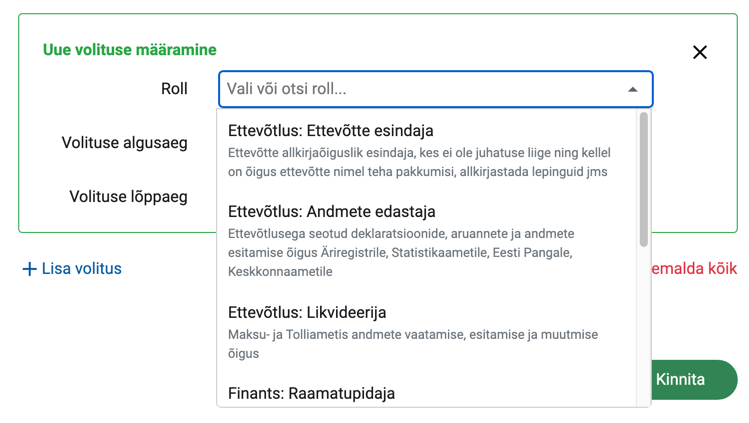 Uue volituse määramine
Roll
Vali või otsi roll...
Volituse algusaeg
Volituse lõppaeg
Ettevõtlus: Ettevõtte esindaja
Ettevõtte allkirjaõiguslik esindaja, kes ei ole juhatuse liige ning kellel
on õigus ettevõtte nimel teha pakkumisi, allkirjastada lepinguid jms
Ettevõtlus: Andmete edastaja
Ettevõtlusega seotud deklaratsioonide, aruannete ja andmete
esitamise õigus Äriregistrile, Statistikaametile, Eesti Pangale,
Keskkonnaametile
Ettevõtlus: Likvideerija
Maksu- ja Tolliametis andmete vaatamise, esitamise ja muutmise
õigus
Finants: Raamatupidaja
Lisa volitus
emalda kõik
Kinnita